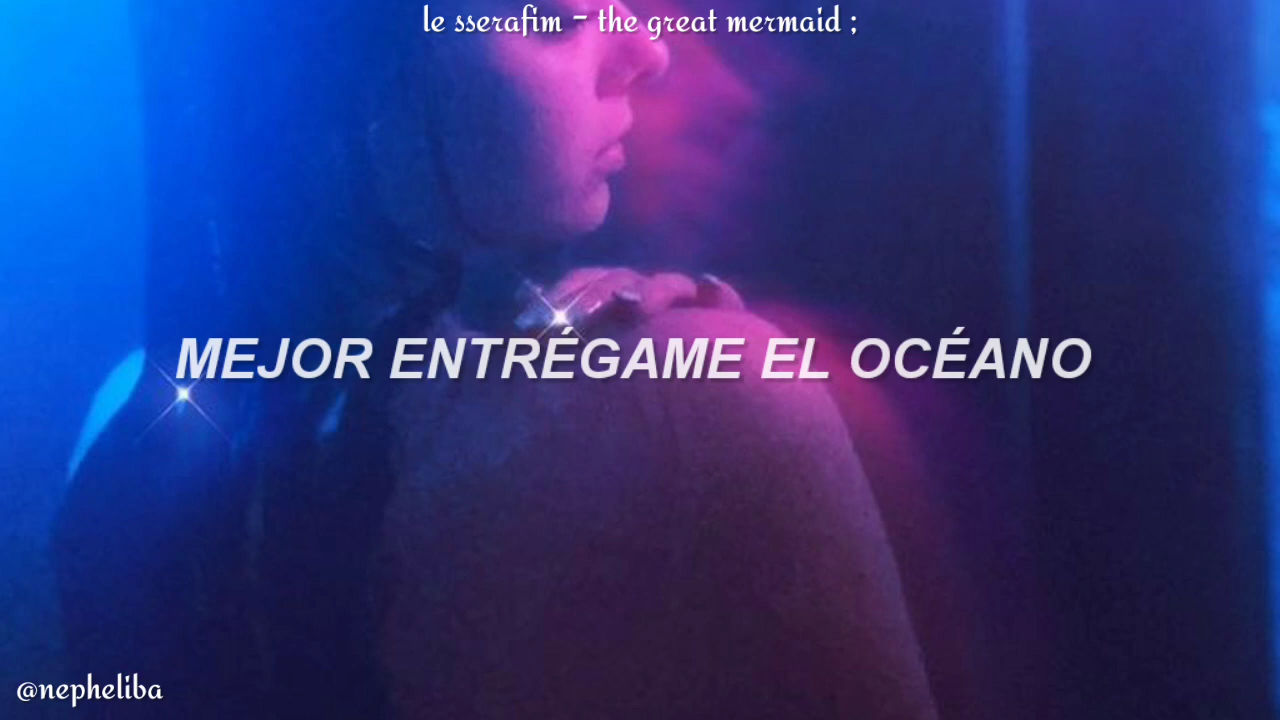 le sserafim - the great mermaid ;
MEJOR ENTRÉGAME EL OCÉANO
@nepheliba